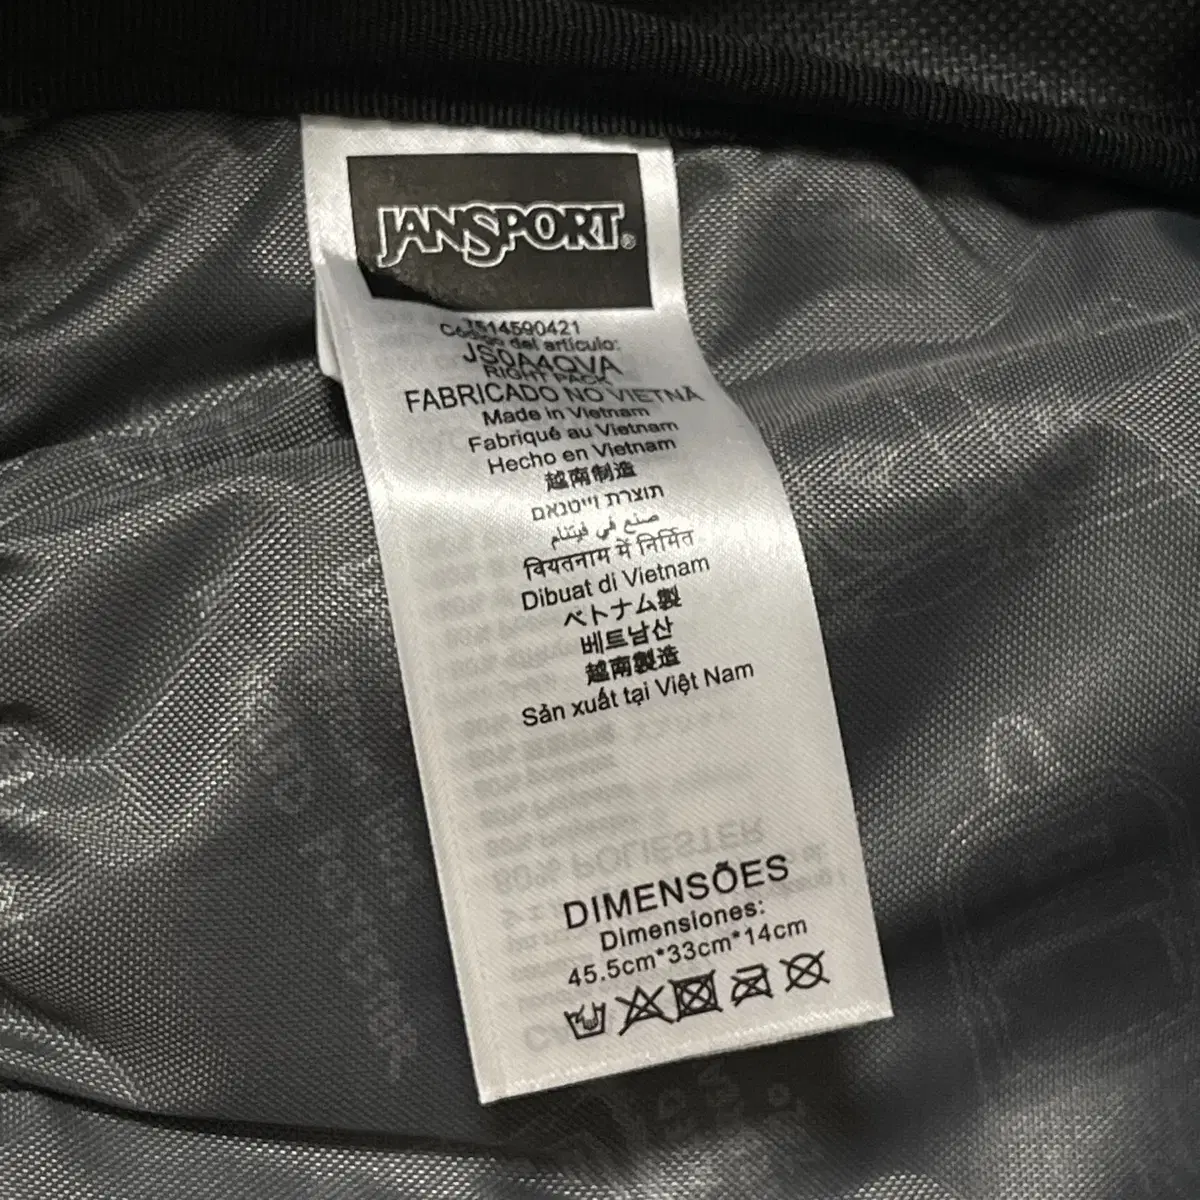 JANSPORT®
7514590421
Código del artículo:
JS0A4QVA
RIGHT PACK
FABRICADO NO VIETNÃ
Made in Vietnam
Fabriqué au Vietnam
Hecho en Vietnam
越南制造
תוצרת וייטנאם
صنع في فيتنام
वियतनाम में निर्मित
Dibuat di Vietnam
ベトナム製
베트남산
越南製造
Sản xuất tại Việt Nam
DIMENSÕES
Dimensiones:
45.5cm*33cm*14cm